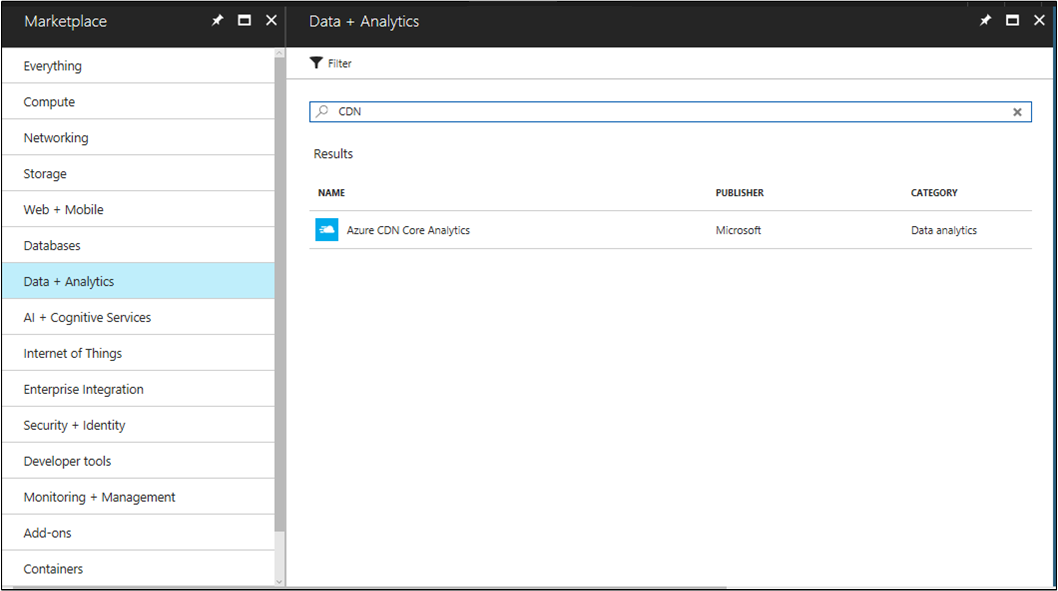 Marketplace
Everything
Compute
Networking
Storage
Web + Mobile
Databases
Data + Analytics
AI + Cognitive Services
Internet of Things
Enterprise Integration
Security + Identity
Developer tools
Monitoring + Management
Add-ons
Containers
Data + Analytics
Filter
CDN
Results
NAME PUBLISHER CATEGORY
Azure CDN Core Analytics Microsoft Data analytics